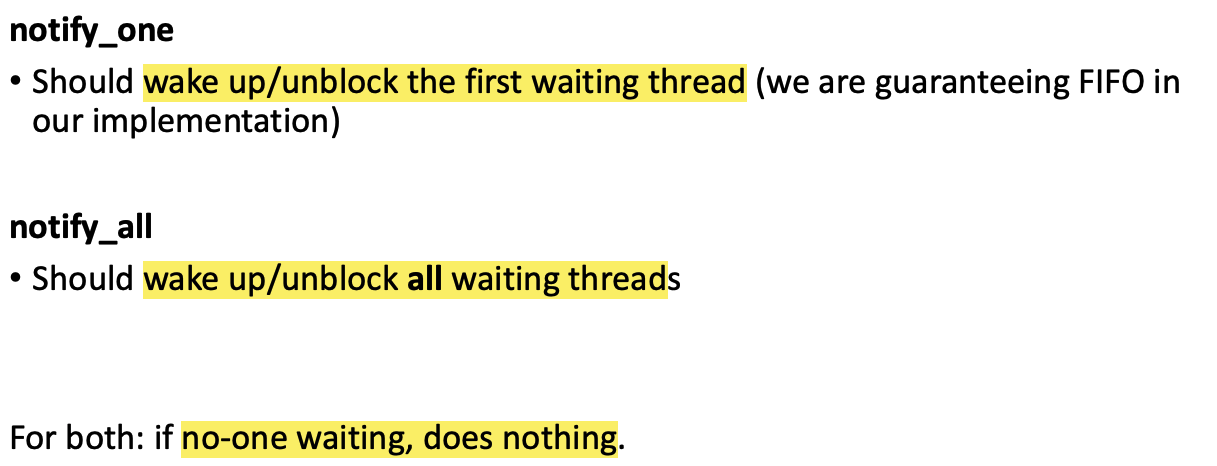 notify_one
• Should wake up/unblock the first waiting thread (we are guaranteeing FIFO in
our implementation)
notify_all
• Should wake up/unblock all waiting threads
For both: if no-one waiting, does nothing.